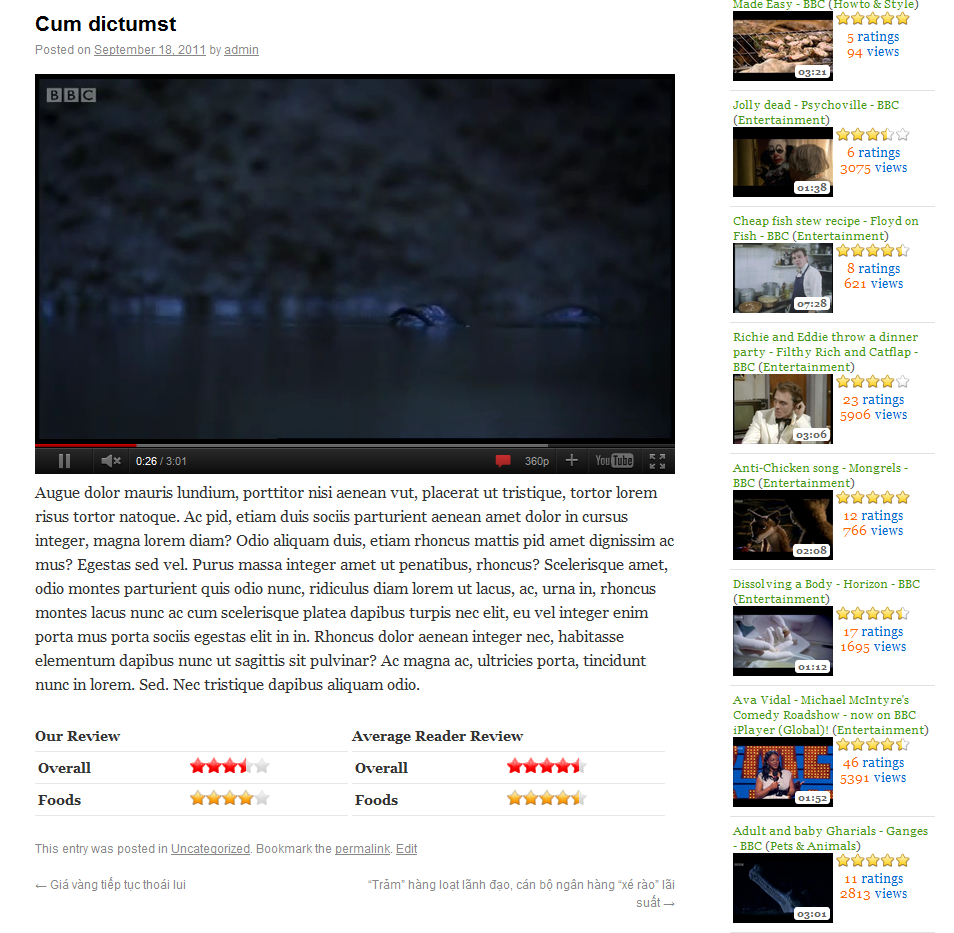 Cum dictumst
Posted on September 18, 2011 by admin
BBC
0:26 / 3:01
360p
YouTube
Augue dolor mauris lundium, porttitor nisi aenean vut, placerat ut tristique, tortor lorem
risus tortor natoque. Ac pid, etiam duis sociis parturient aenean amet dolor in cursus
integer, magna lorem diam? Odio aliquam duis, etiam rhoncus mattis pid amet dignissim ac
mus? Egestas sed vel. Purus massa integer amet ut penatibus, rhoncus? Scelerisque amet,
odio montes parturient quis odio nunc, ridiculus diam lorem ut lacus, ac, urna in, rhoncus
montes lacus nunc ac cum scelerisque platea dapibus turpis nec elit, eu vel integer enim
porta mus porta sociis egestas elit in in. Rhoncus dolor aenean integer nec, habitasse
elementum dapibus nunc ut sagittis sit pulvinar? Ac magna ac, ultricies porta, tincidunt
nunc in lorem. Sed. Nec tristique dapibus aliquam odio.
Our Review
Overall
Foods
Average Reader Review
Overall
Foods
This entry was posted in Uncategorized. Bookmark the permalink. Edit
← Giá vàng tiếp tục thoái lui
“Trảm” hàng loạt lãnh đạo, cán bộ ngân hàng “xé rào” lãi
suất →
Made Easy - BBC (Howto & Style)
03:21
5 ratings
94 views
Jolly dead - Psychoville - BBC
(Entertainment)
01:38
6 ratings
3075 views
Cheap fish stew recipe - Floyd on
Fish - BBC (Entertainment)
07:28
8 ratings
621 views
Richie and Eddie throw a dinner
party - Filthy Rich and Catflap -
BBC (Entertainment)
03:06
23 ratings
5906 views
Anti-Chicken song - Mongrels -
BBC (Entertainment)
02:08
12 ratings
766 views
Dissolving a Body - Horizon - BBC
(Entertainment)
01:12
17 ratings
1695 views
Ava Vidal - Michael McIntyre's
Comedy Roadshow - now on BBC
iPlayer (Global)! (Entertainment)
01:52
46 ratings
5391 views
Adult and baby Gharials - Ganges
- BBC (Pets & Animals)
03:01
11 ratings
2813 views